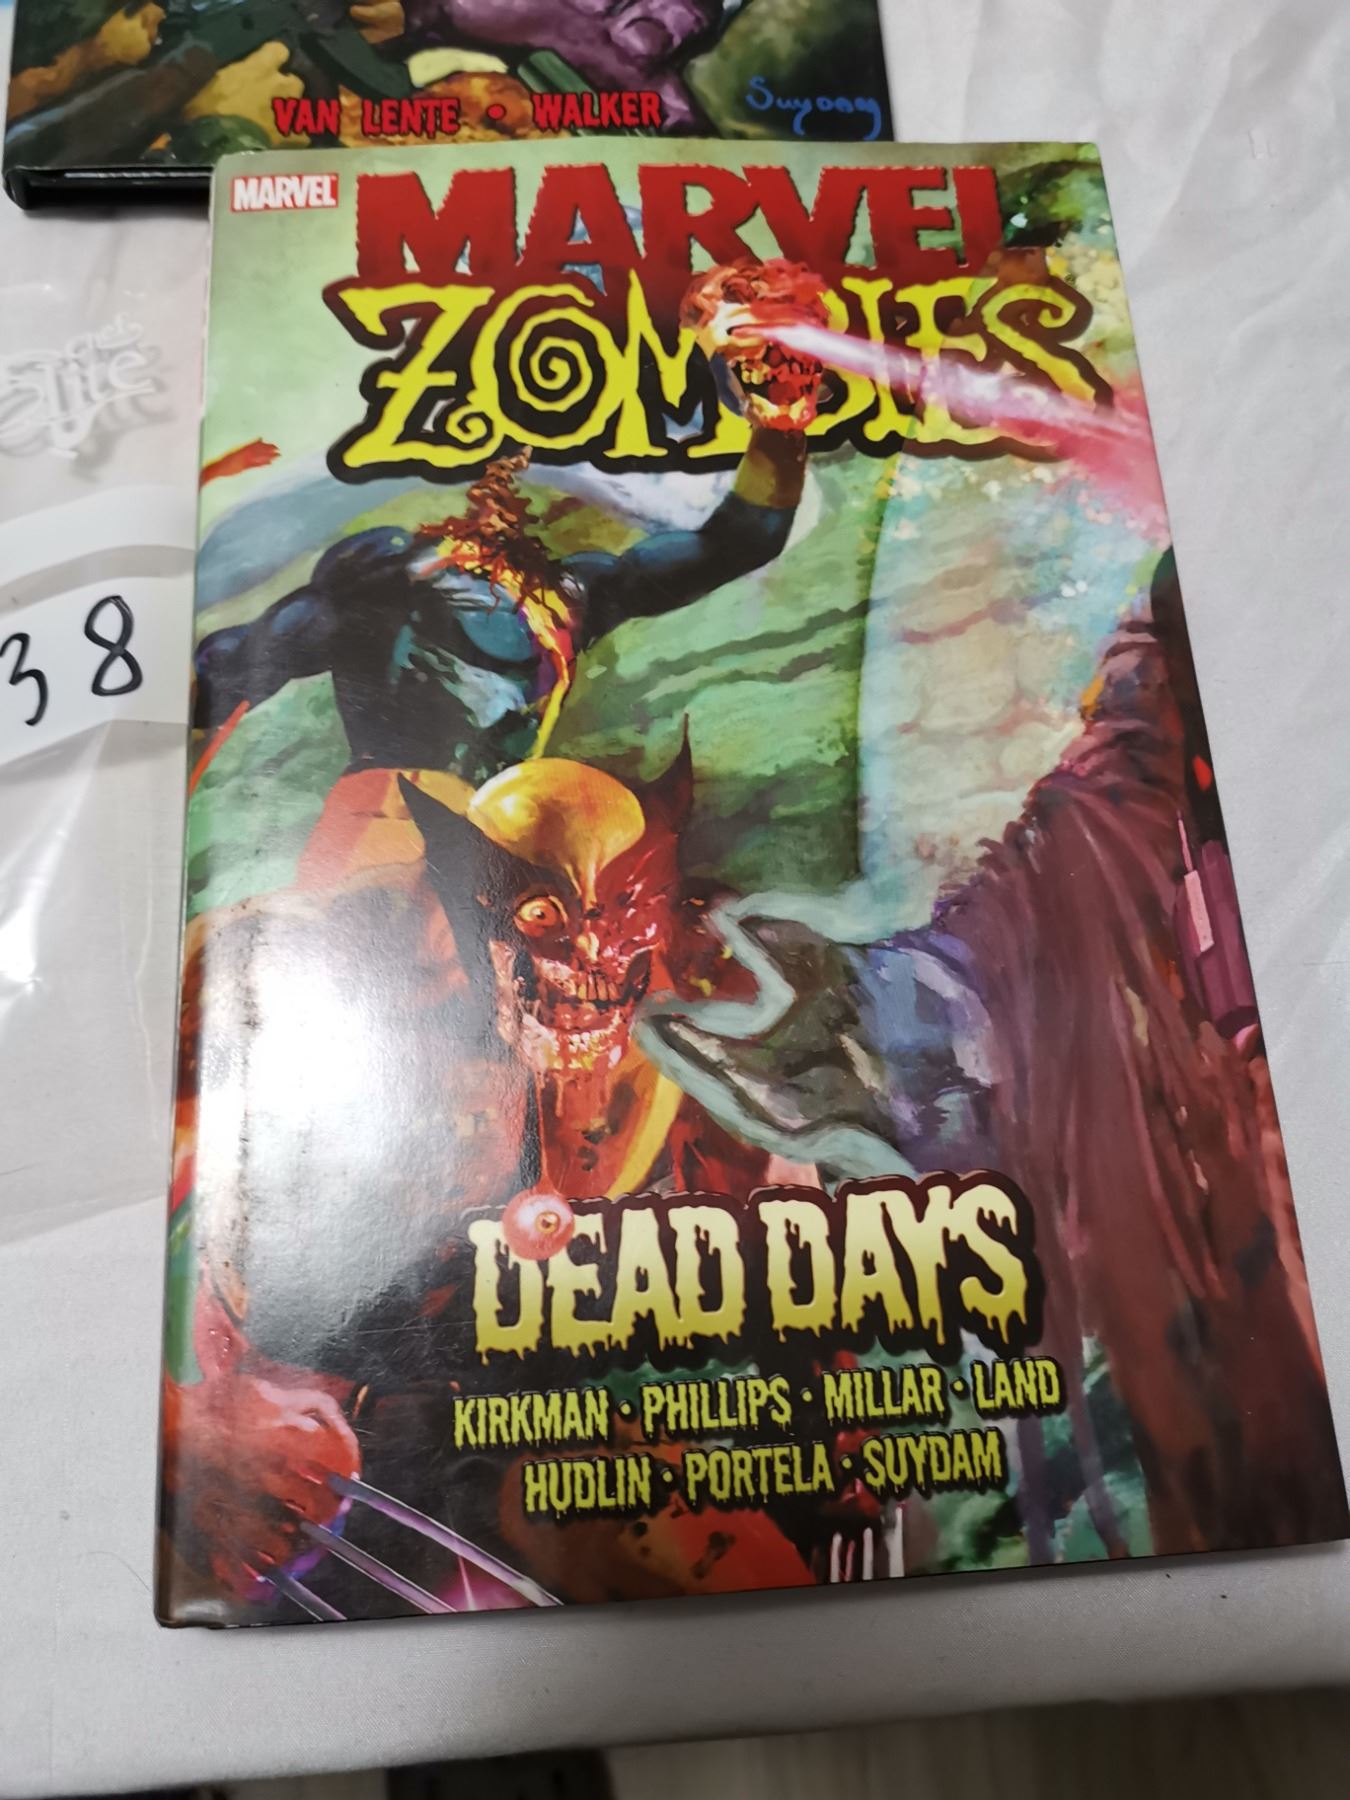 VAN LENTE • WALKER
Suydam
MARVEL
MARVEL
ZOMBIES
38
DEAD DAYS
KIRKMAN • PHILLIPS • MILLAR • LAND
HUDLIN • PORTELA • SUYDAM